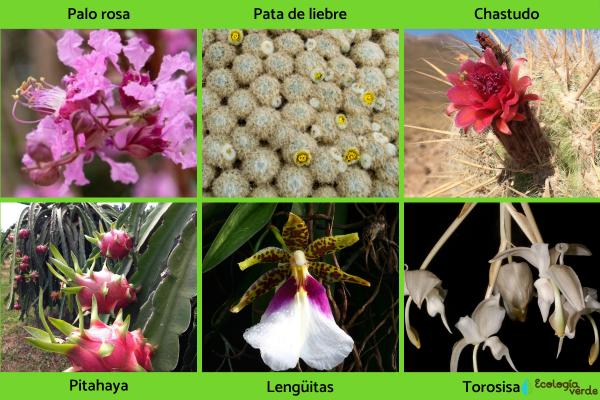 Palo rosa
Pata de liebre
Chastudo
Pitahaya
Lengüitas
Torosisa
Ecología
verde